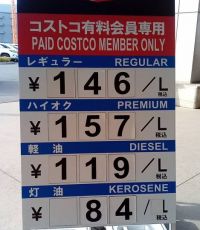 コストコ有料会員専用
PAID COSTCO MEMBER ONLY
レギュラー REGULAR
¥146/L 税込
ハイオク PREMIUM
¥157/L 税込
軽油 DIESEL
¥119/L 税込
灯油 KEROSENE
¥84/L 税込